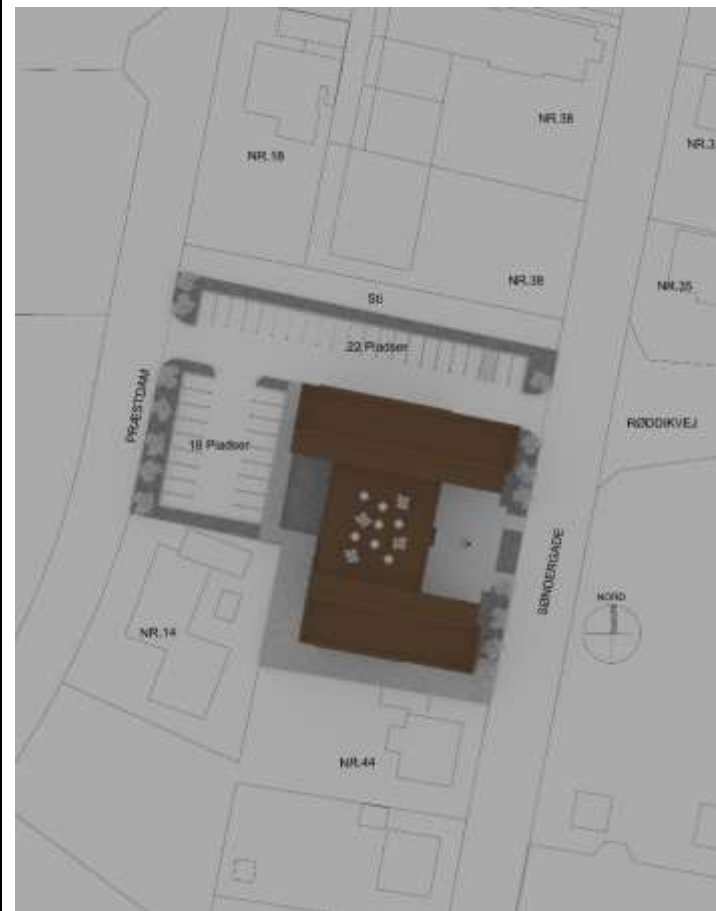 NR.38
NR.3
NR.18
NR.38
NR.35
Sti
22 Pladser
PRÆSTDAM
RØDDIKVEJ
18 Pladser
SØNDERGADE
NORD
NR.14
NR.44